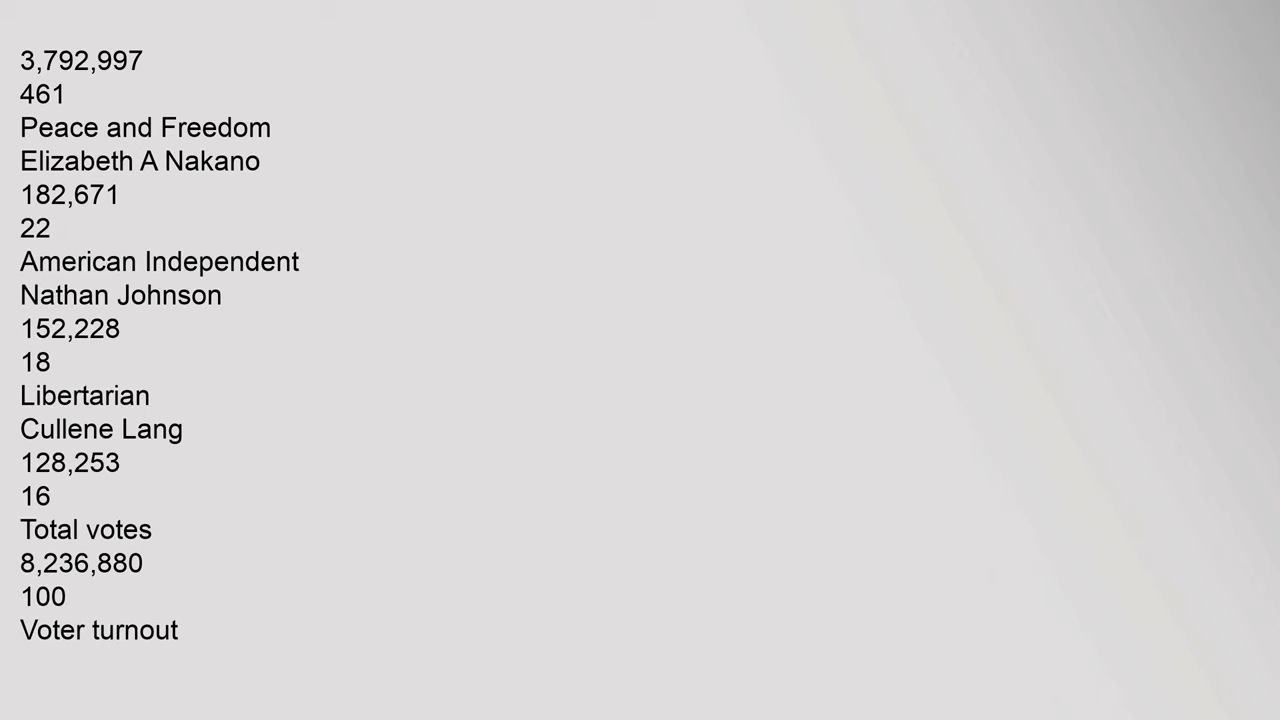 3,792,997
461
Peace and Freedom
Elizabeth A Nakano
182,671
22
American Independent
Nathan Johnson
152,228
18
Libertarian
Cullene Lang
128,253
16
Total votes
8,236,880
100
Voter turnout